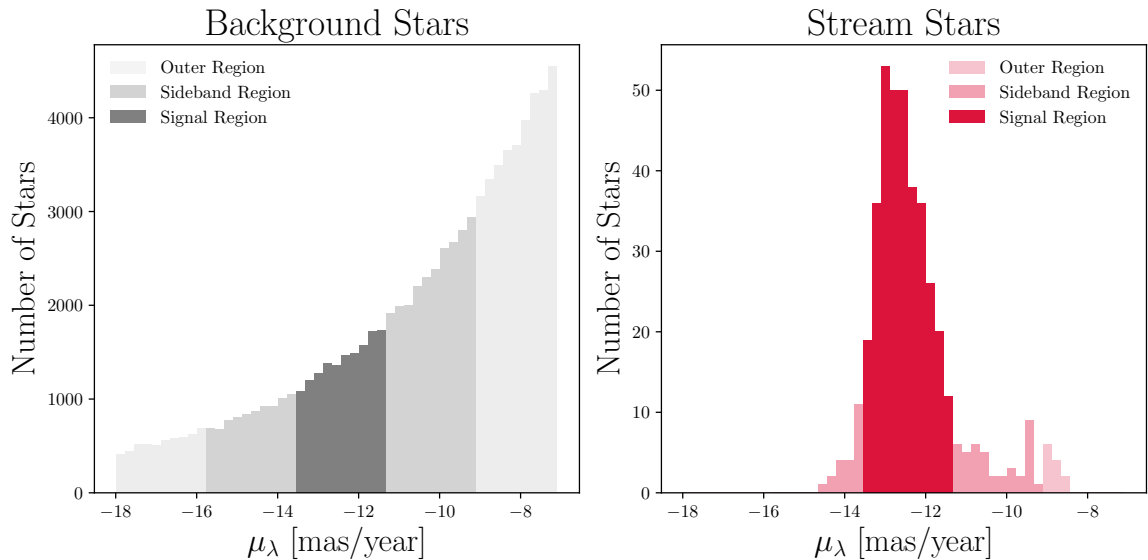 Background Stars
Number of Stars
4000
3000
2000
1000
0
Outer Region
Sideband Region
Signal Region
−18
−16
−14
−12
−10
−8
μλ [mas/year]
Stream Stars
Number of Stars
50
40
30
20
10
0
Outer Region
Sideband Region
Signal Region
−18
−16
−14
−12
−10
−8
μλ [mas/year]